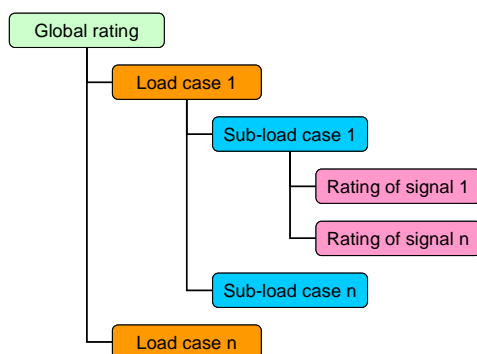 Global rating
Load case 1
Sub-load case 1
Rating of signal 1
Rating of signal n
Sub-load case n
Load case n